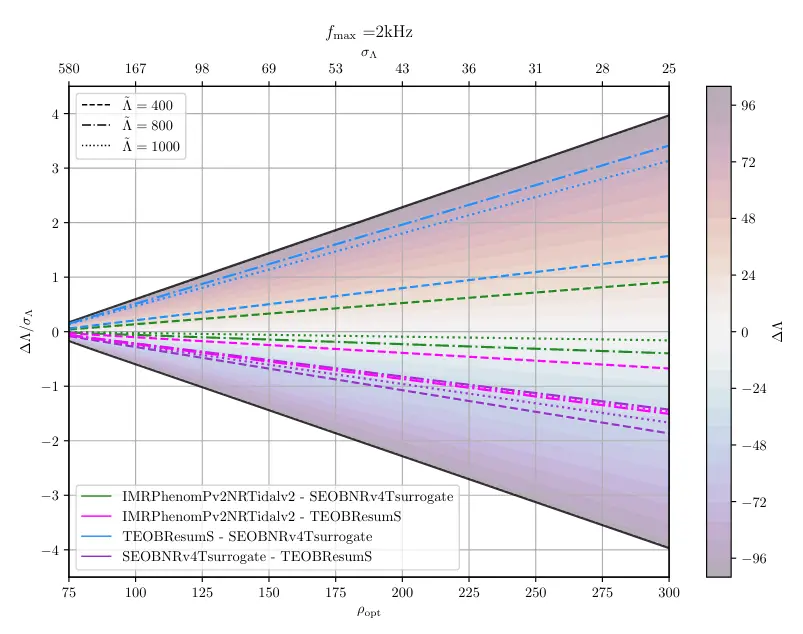 f_max =2kHz
σ_Λ
580 167 98 69 53 43 36 31 28 25
Λ̃ = 400
Λ̃ = 800
Λ̃ = 1000
4
3
2
1
0
−1
−2
−3
−4
ΔΛ/σ_Λ
IMRPhenomPv2NRTidalv2 - SEOBNRv4Tsurrogate
IMRPhenomPv2NRTidalv2 - TEOBResumS
TEOBResumS - SEOBNRv4Tsurrogate
SEOBNRv4Tsurrogate - TEOBResumS
75 100 125 150 175 200 225 250 275 300
ρ_opt
96
72
48
24
0
−24
−48
−72
−96
ΔΛ